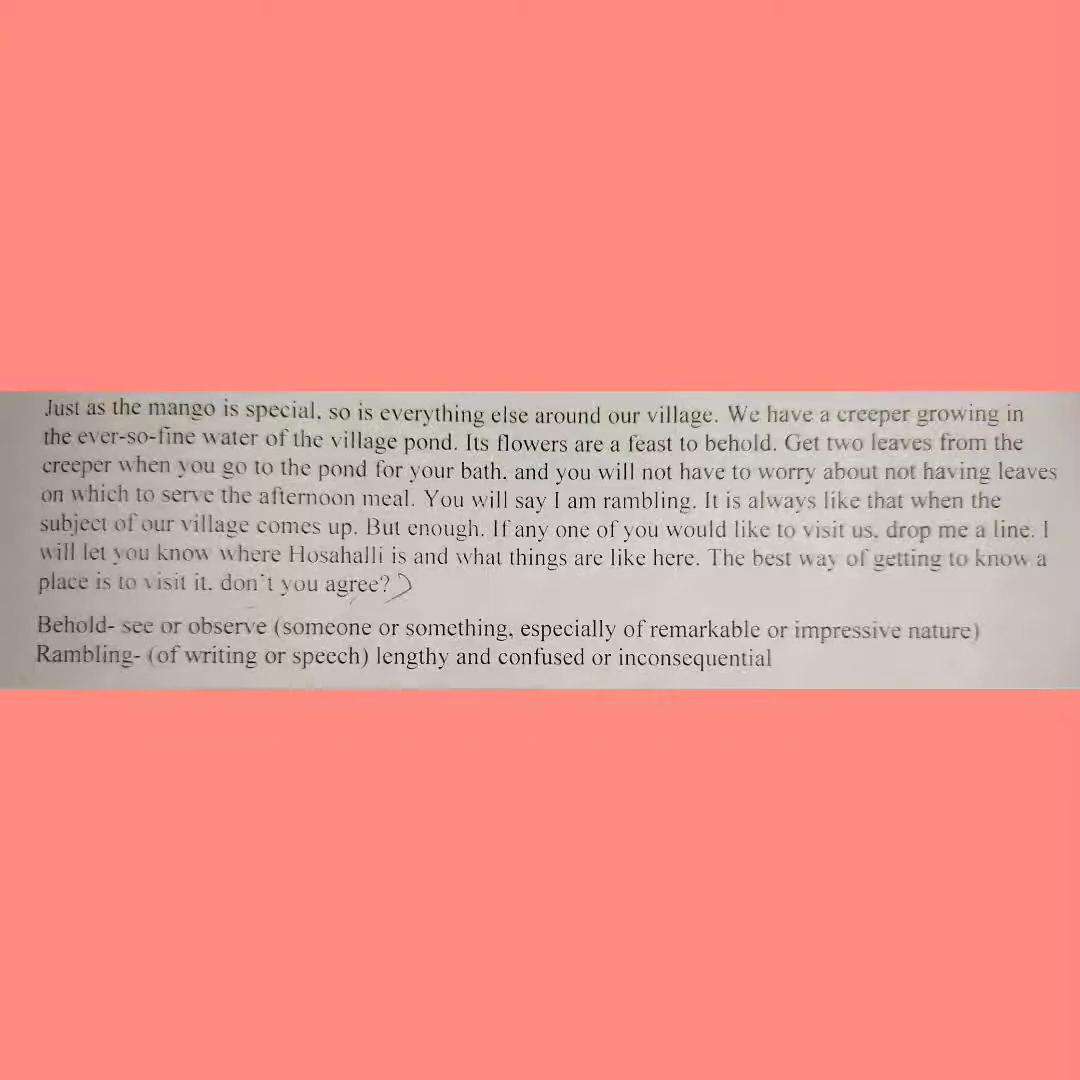 Just as the mango is special, so is everything else around our village. We have a creeper growing in
the ever-so-fine water of the village pond. Its flowers are a feast to behold. Get two leaves from the
creeper when you go to the pond for your bath, and you will not have to worry about not having leaves
on which to serve the afternoon meal. You will say I am rambling. It is always like that when the
subject of our village comes up. But enough. If any one of you would like to visit us, drop me a line. I
will let you know where Hosahalli is and what things are like here. The best way of getting to know a
place is to visit it, don't you agree?
Behold- see or observe (someone or something, especially of remarkable or impressive nature)
Rambling- (of writing or speech) lengthy and confused or inconsequential